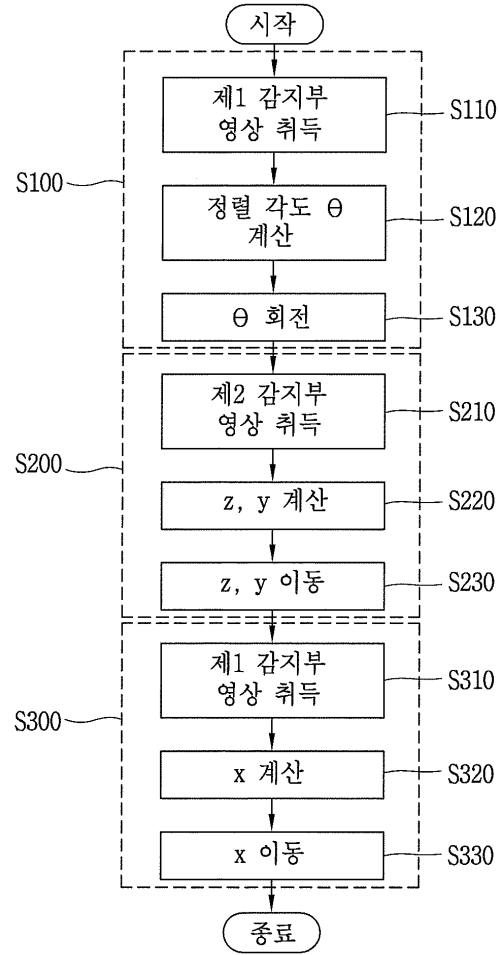 시작
제1 감지부
영상 취득
S110
S100
정렬 각도 θ
계산
S120
θ 회전
S130
제2 감지부
영상 취득
S210
S200
z, y 계산
S220
z, y 이동
S230
제1 감지부
영상 취득
S310
S300
x 계산
S320
x 이동
S330
종료